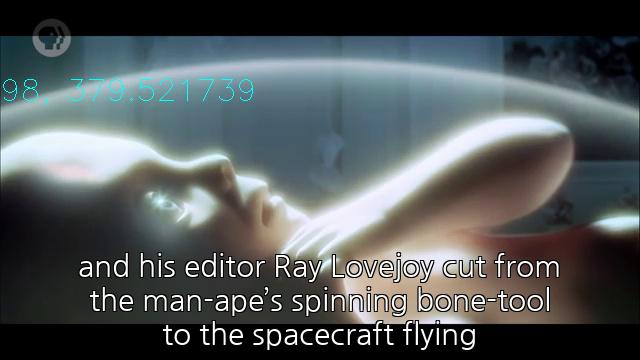 98, 379.521739
and his editor Ray Lovejoy cut from
the man-ape's spinning bone-tool
to the spacecraft flying